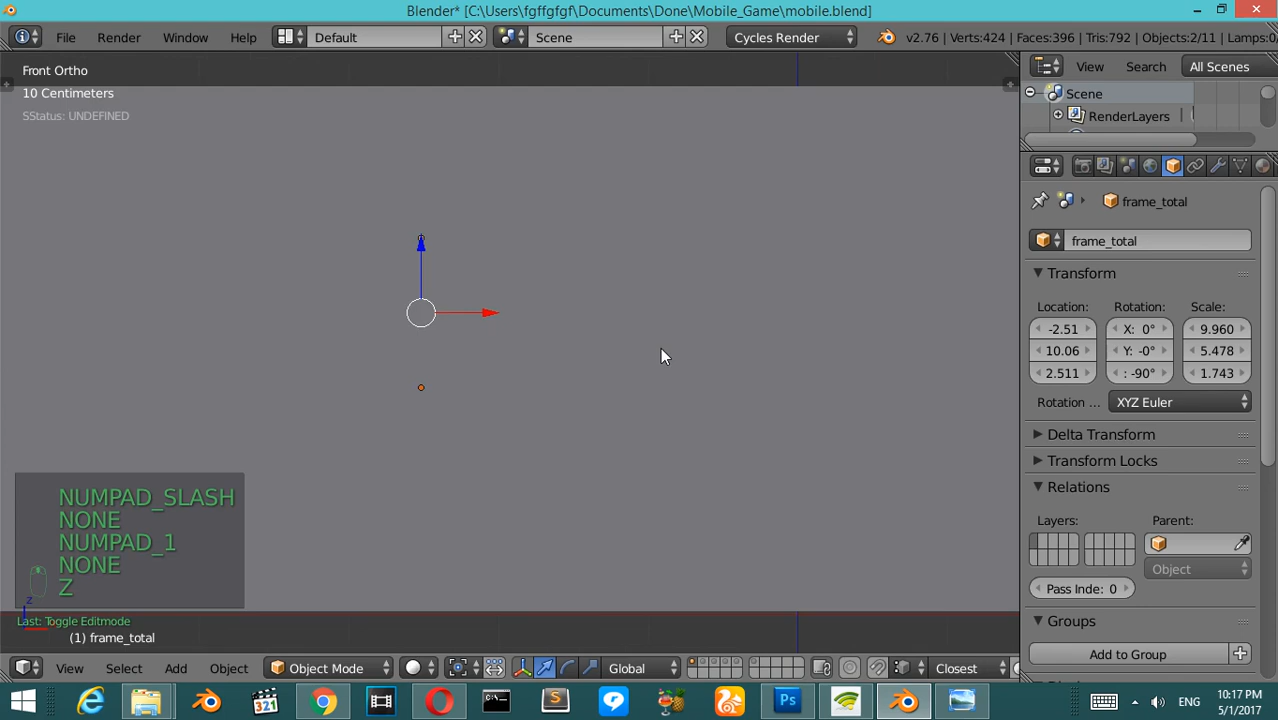 Blender* [C:\Users\fgffgfgf\Documents\Done\Mobile_Game\mobile.blend]
File Render Window Help Default Scene Cycles Render v2.76 | Verts:424 | Faces:396 | Tris:792 | Objects:2/11 | Lamps:0/
View Search All Scenes
Front Ortho
10 Centimeters
SStatus: UNDEFINED
Scene
RenderLayers
frame_total
frame_total
Transform
Location: Rotation: Scale:
-2.51 X: 0° 9.960
10.06 Y: -0° 5.478
2.511 : -90° 1.743
Rotation ... XYZ Euler
Delta Transform
Transform Locks
Relations
Layers: Parent:
Object
Pass Inde: 0
Groups
Add to Group
NUMPAD_SLASH
NONE
NUMPAD_1
NONE
Z
z
Last: Toggle Editmode
(1) frame_total
View Select Add Object Object Mode Global Closest
321
Ps
ENG
10:17 PM
5/1/2017